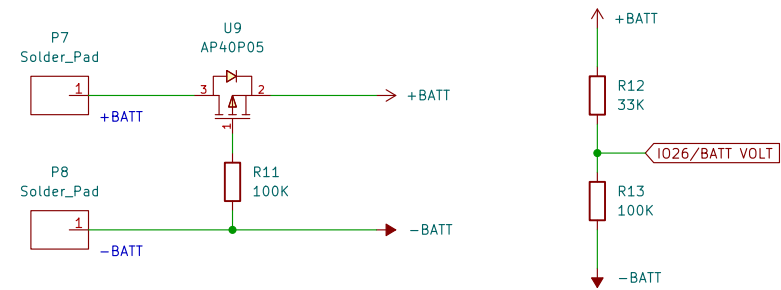 P7
Solder_Pad
1
+BATT
U9
AP40P05
3
2
1
+BATT
R11
100K
P8
Solder_Pad
1
-BATT
-BATT
+BATT
R12
33K
IO26/BATT VOLT
R13
100K
-BATT